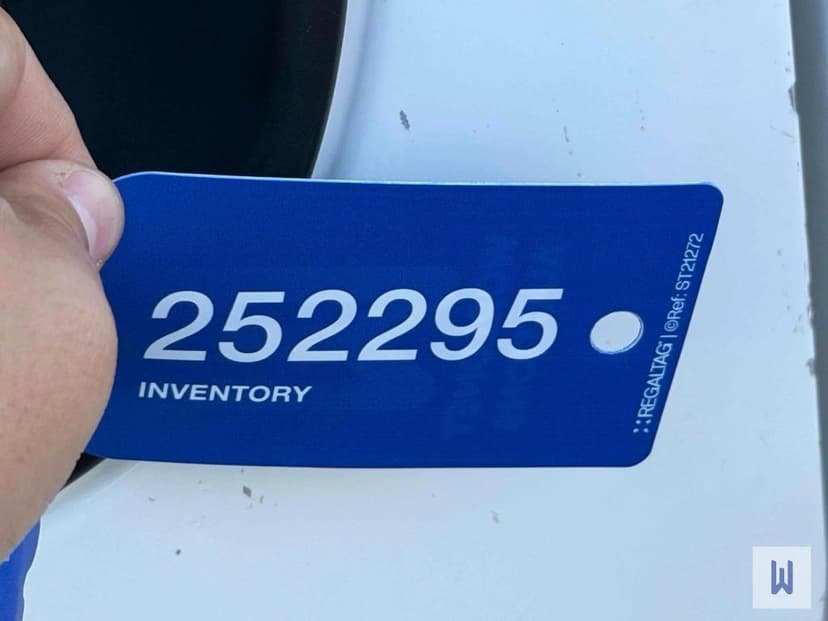 252295
INVENTORY
::REGALTAG | ©Ref: ST21272
W